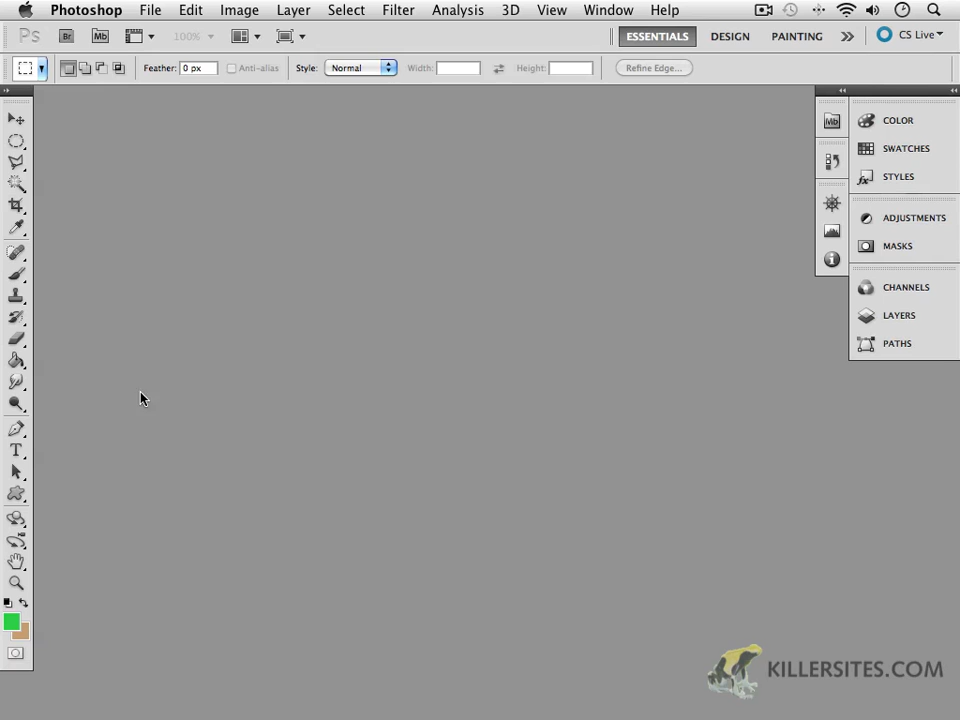 Photoshop File Edit Image Layer Select Filter Analysis 3D View Window Help
Ps Br Mb 100% ESSENTIALS DESIGN PAINTING CS Live
Feather: 0 px Anti-alias Style: Normal Width: Height: Refine Edge...
Mb
COLOR
SWATCHES
STYLES
ADJUSTMENTS
MASKS
CHANNELS
LAYERS
PATHS
T
KILLERSITES.COM